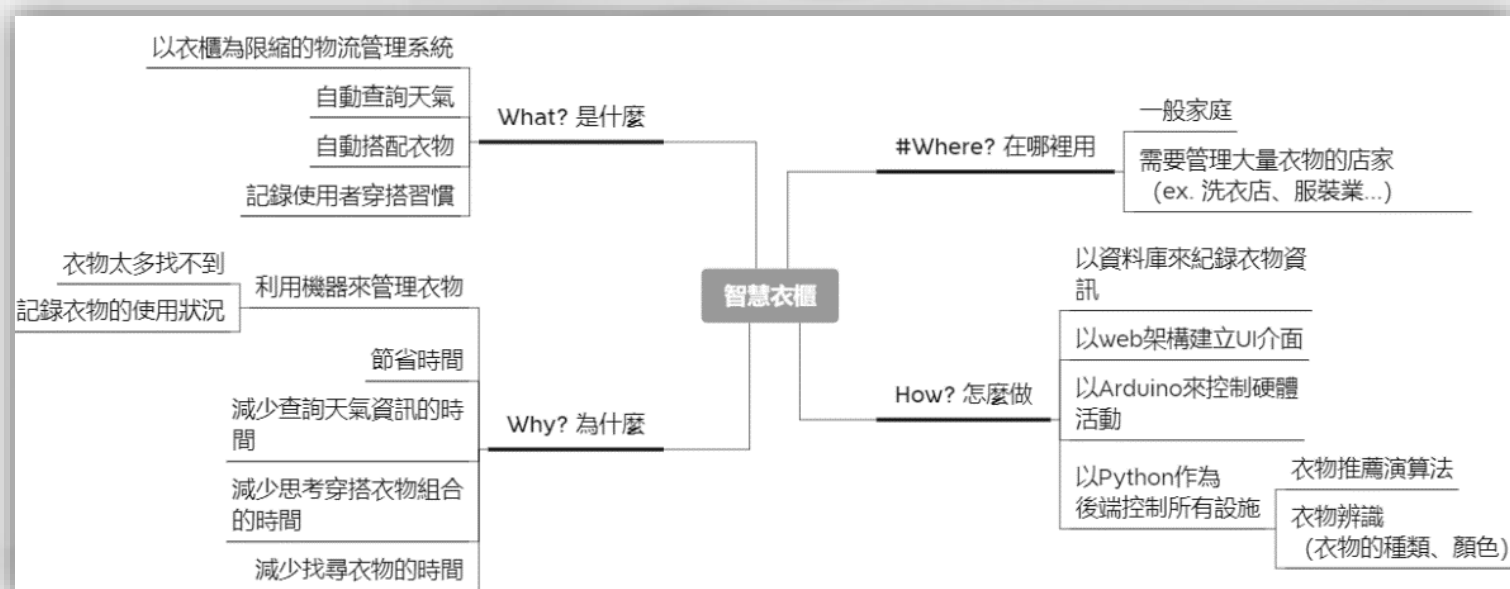 以衣櫃為限縮的物流管理系統
自動查詢天氣
自動搭配衣物
記錄使用者穿搭習慣
What? 是什麼
衣物太多找不到
記錄衣物的使用狀況
利用機器來管理衣物
節省時間
減少查詢天氣資訊的時
間
減少思考穿搭衣物組合
的時間
減少找尋衣物的時間
Why? 為什麼
智慧衣櫃
#Where? 在哪裡用
一般家庭
需要管理大量衣物的店家
(ex. 洗衣店、服裝業...)
How? 怎麼做
以資料庫來紀錄衣物資
訊
以web架構建立UI介面
以Arduino來控制硬體
活動
以Python作為
後端控制所有設施
衣物推薦演算法
衣物辨識
(衣物的種類、顏色)